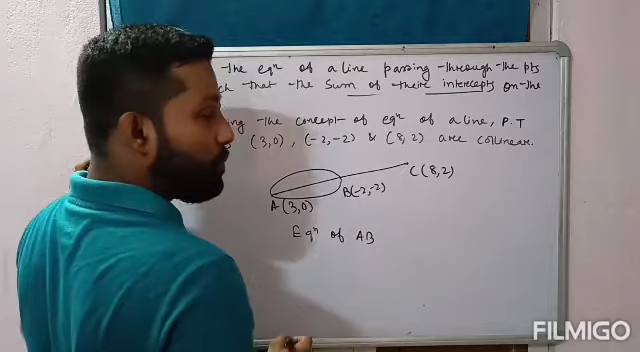 the eqⁿ of a line passing through the pts
that the sum of their intercepts on the
the concept of eqⁿ of a line, P.T
(3,0), (-2,-2) & (8,2) are collinear.
C(8,2)
B(-2,-2)
A(3,0)
Eqⁿ of AB
FILMIGO